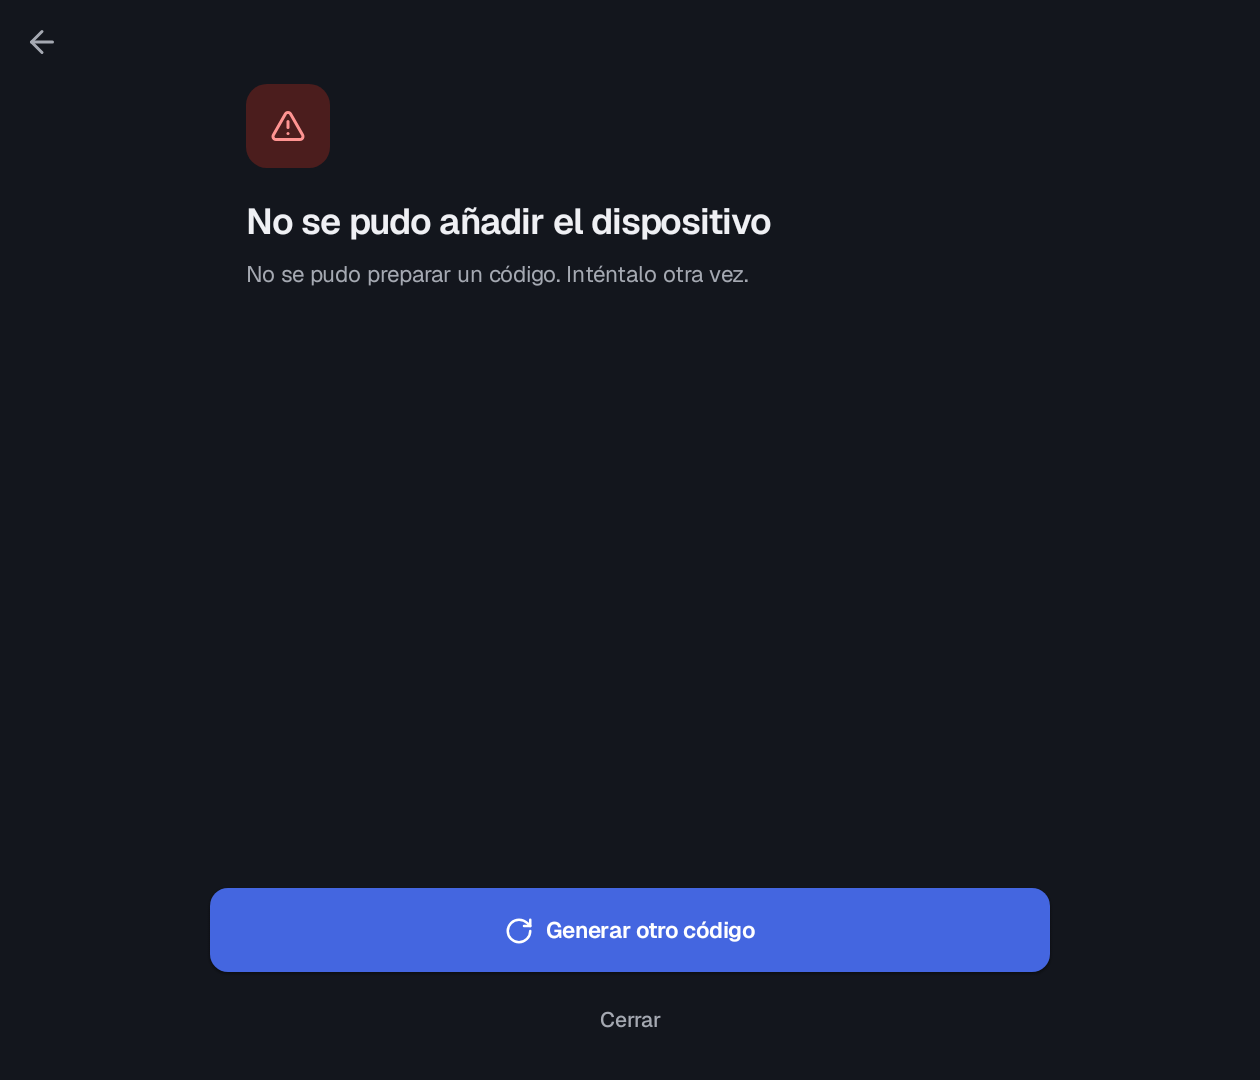 No se pudo añadir el dispositivo
No se pudo preparar un código. Inténtalo otra vez.
Generar otro código
Cerrar